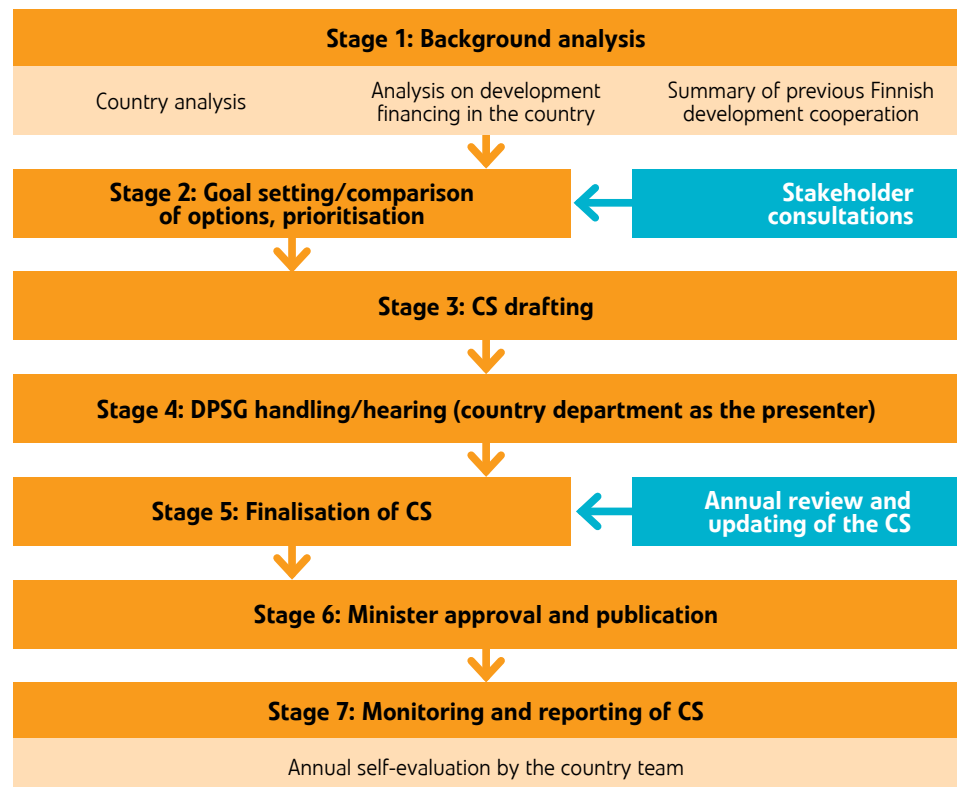 Stage 1: Background analysis
Country analysis
Analysis on development
financing in the country
Summary of previous Finnish
development cooperation
Stage 2: Goal setting/comparison
of options, prioritisation
Stakeholder
consultations
Stage 3: CS drafting
Stage 4: DPSG handling/hearing (country department as the presenter)
Stage 5: Finalisation of CS
Annual review and
updating of the CS
Stage 6: Minister approval and publication
Stage 7: Monitoring and reporting of CS
Annual self-evaluation by the country team